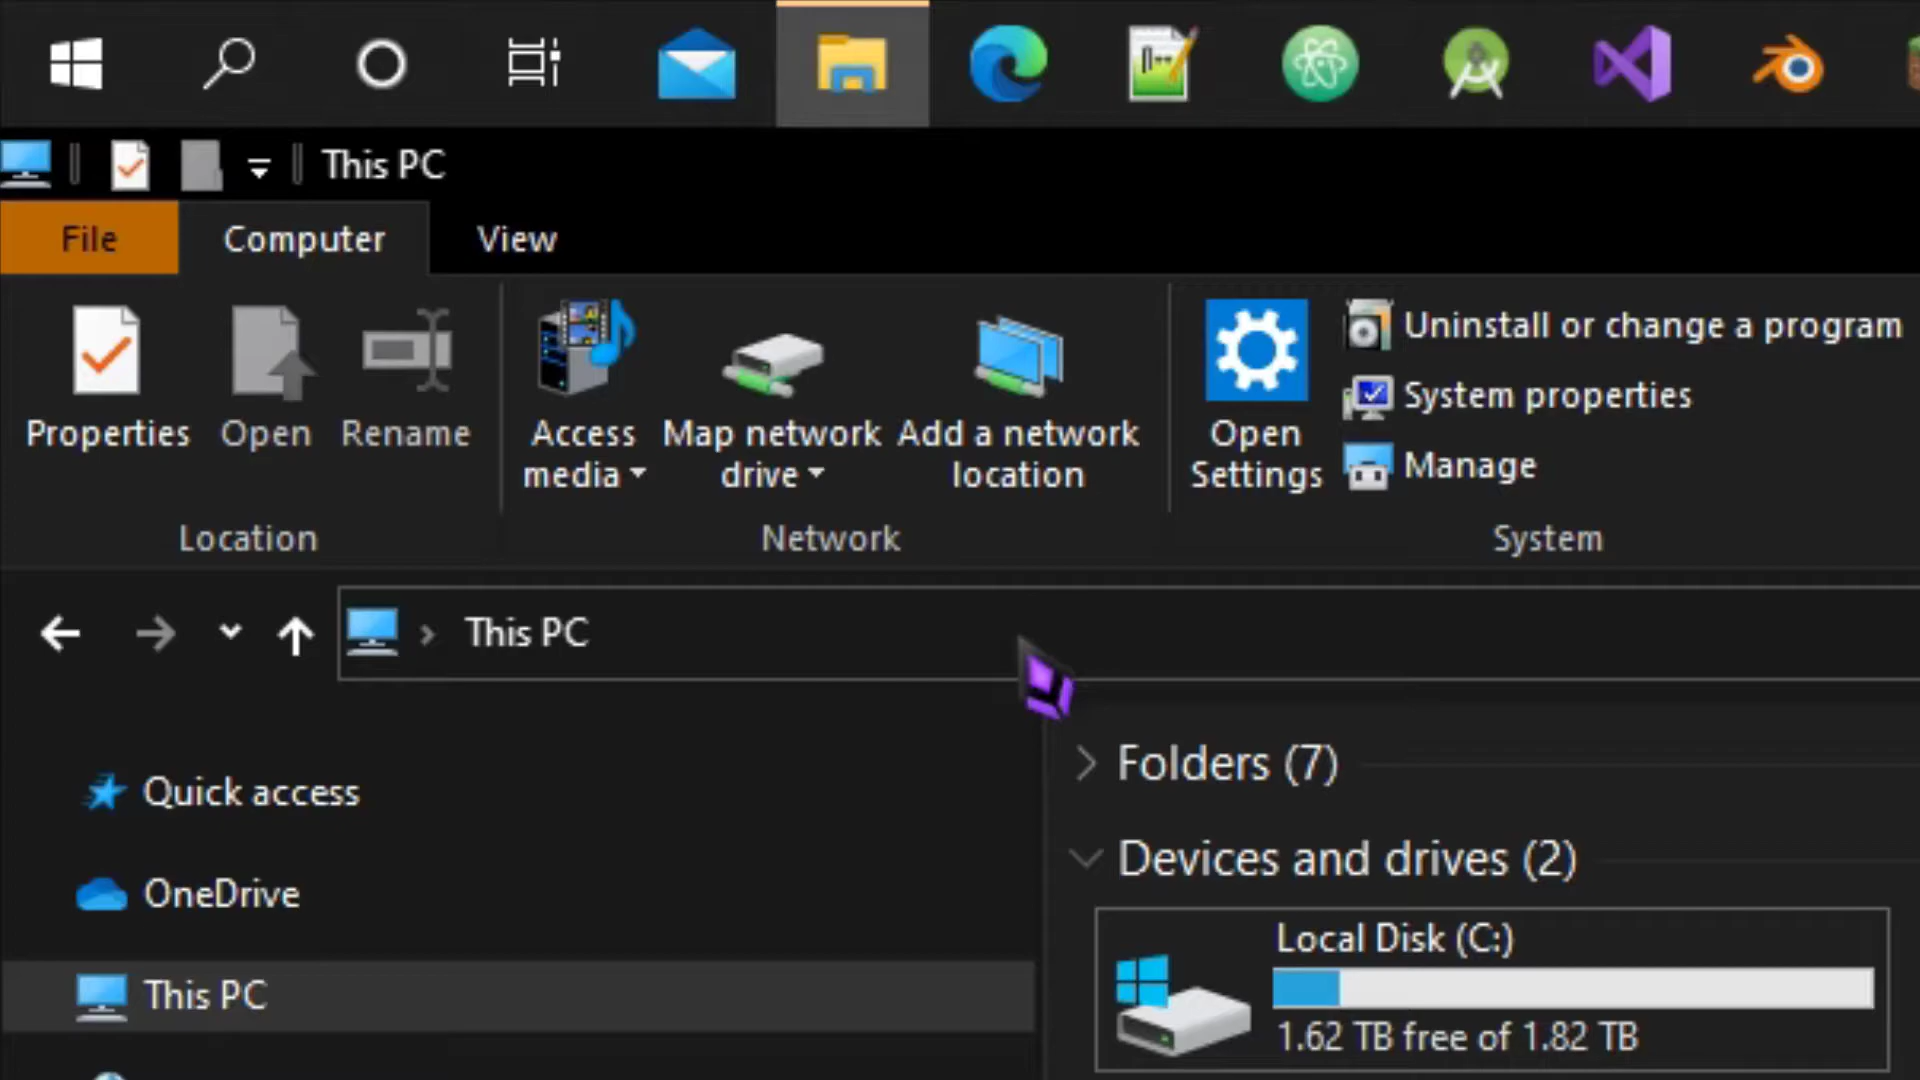 This PC
File
Computer
View
Properties
Open
Rename
Access
media
Map network
drive
Add a network
location
Open
Settings
Uninstall or change a program
System properties
Manage
Location
Network
System
This PC
Quick access
OneDrive
This PC
Folders (7)
Devices and drives (2)
Local Disk (C:)
1.62 TB free of 1.82 TB